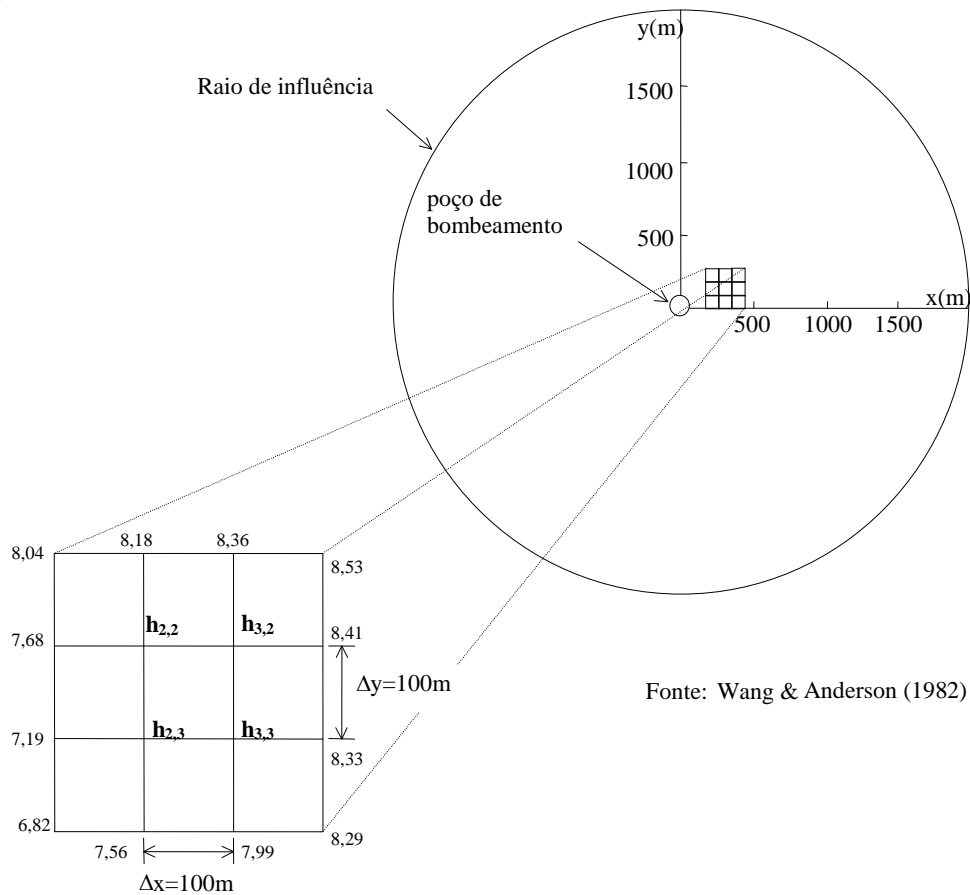 y(m)
Raio de influência
1500
1000
poço de
bombeamento
500
x(m)
500 1000 1500
8,18 8,36
8,04 8,53
h2,2 h3,2
7,68 8,41
Δy=100m
Fonte: Wang & Anderson (1982)
h2,3 h3,3
7,19 8,33
6,82 8,29
7,56 7,99
Δx=100m